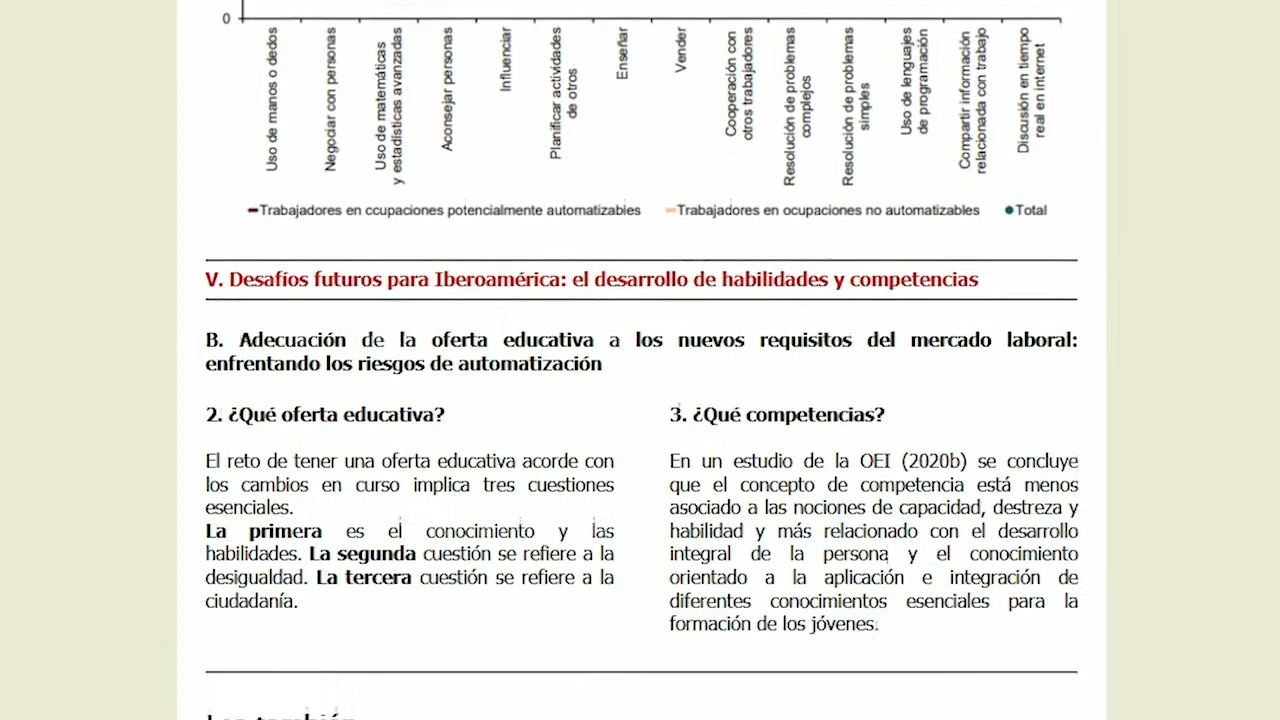 0
Uso de manos o dedos
Negociar con personas
Uso de matemáticas
y estadísticas avanzadas
Aconsejar personas
Influenciar
Planificar actividades
de otros
Enseñar
Vender
Cooperación con
otros trabajadores
Resolución de problemas
complejos
Resolución de problemas
simples
Uso de lenguajes
de programación
Compartir información
relacionada con trabajo
Discusión en tiempo
real en internet
Trabajadores en ccupaciones potencialmente automatizables
Trabajadores en ocupaciones no automatizables
Total
V. Desafíos futuros para Iberoamérica: el desarrollo de habilidades y competencias
B. Adecuación de la oferta educativa a los nuevos requisitos del mercado laboral:
enfrentando los riesgos de automatización
2. ¿Qué oferta educativa?
El reto de tener una oferta educativa acorde con
los cambios en curso implica tres cuestiones
esenciales.
La primera es el conocimiento y las
habilidades. La segunda cuestión se refiere a la
desigualdad. La tercera cuestión se refiere a la
ciudadanía.
3. ¿Qué competencias?
En un estudio de la OEI (2020b) se concluye
que el concepto de competencia está menos
asociado a las nociones de capacidad, destreza y
habilidad y más relacionado con el desarrollo
integral de la persona y el conocimiento
orientado a la aplicación e integración de
diferentes conocimientos esenciales para la
formación de los jóvenes.